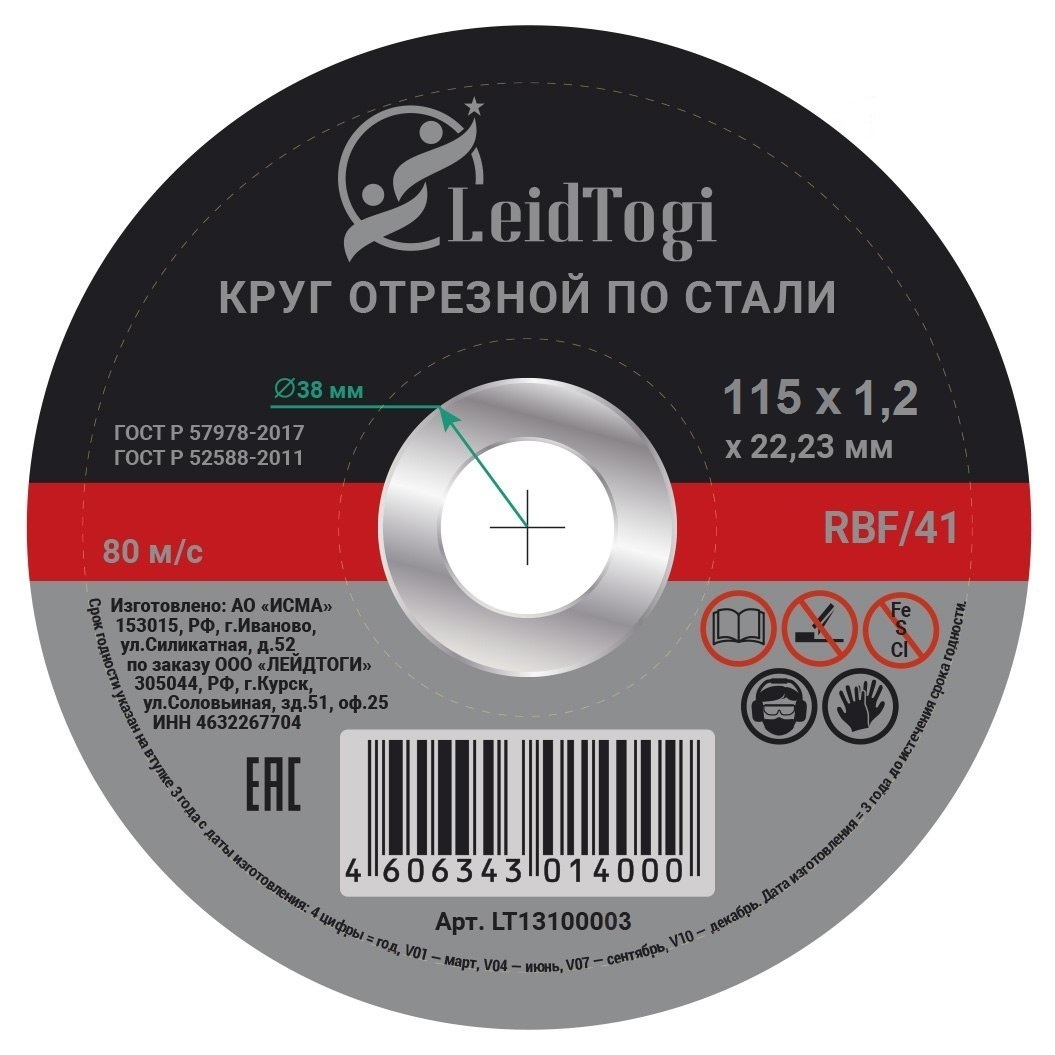 LeidTogi
КРУГ ОТРЕЗНОЙ ПО СТАЛИ
Ø38 мм
115 x 1,2
x 22,23 мм
ГОСТ Р 57978-2017
ГОСТ Р 52588-2011
80 м/с
RBF/41
Изготовлено: АО «ИСМА»
153015, РФ, г.Иваново,
ул.Силикатная, д.52
по заказу ООО «ЛЕЙДТОГИ»
305044, РФ, г.Курск,
ул.Соловьиная, зд.51, оф.25
ИНН 4632267704
Fe
S
Cl
EAC
4 606343 014000
Арт. LT13100003
Срок годности указан на втулке 3 года с даты изготовления: 4 цифры = год, V01 — март, V04 — июнь, V07 — сентябрь, V10 — декабрь. Дата изготовления = 3 года до истечения срока годности.